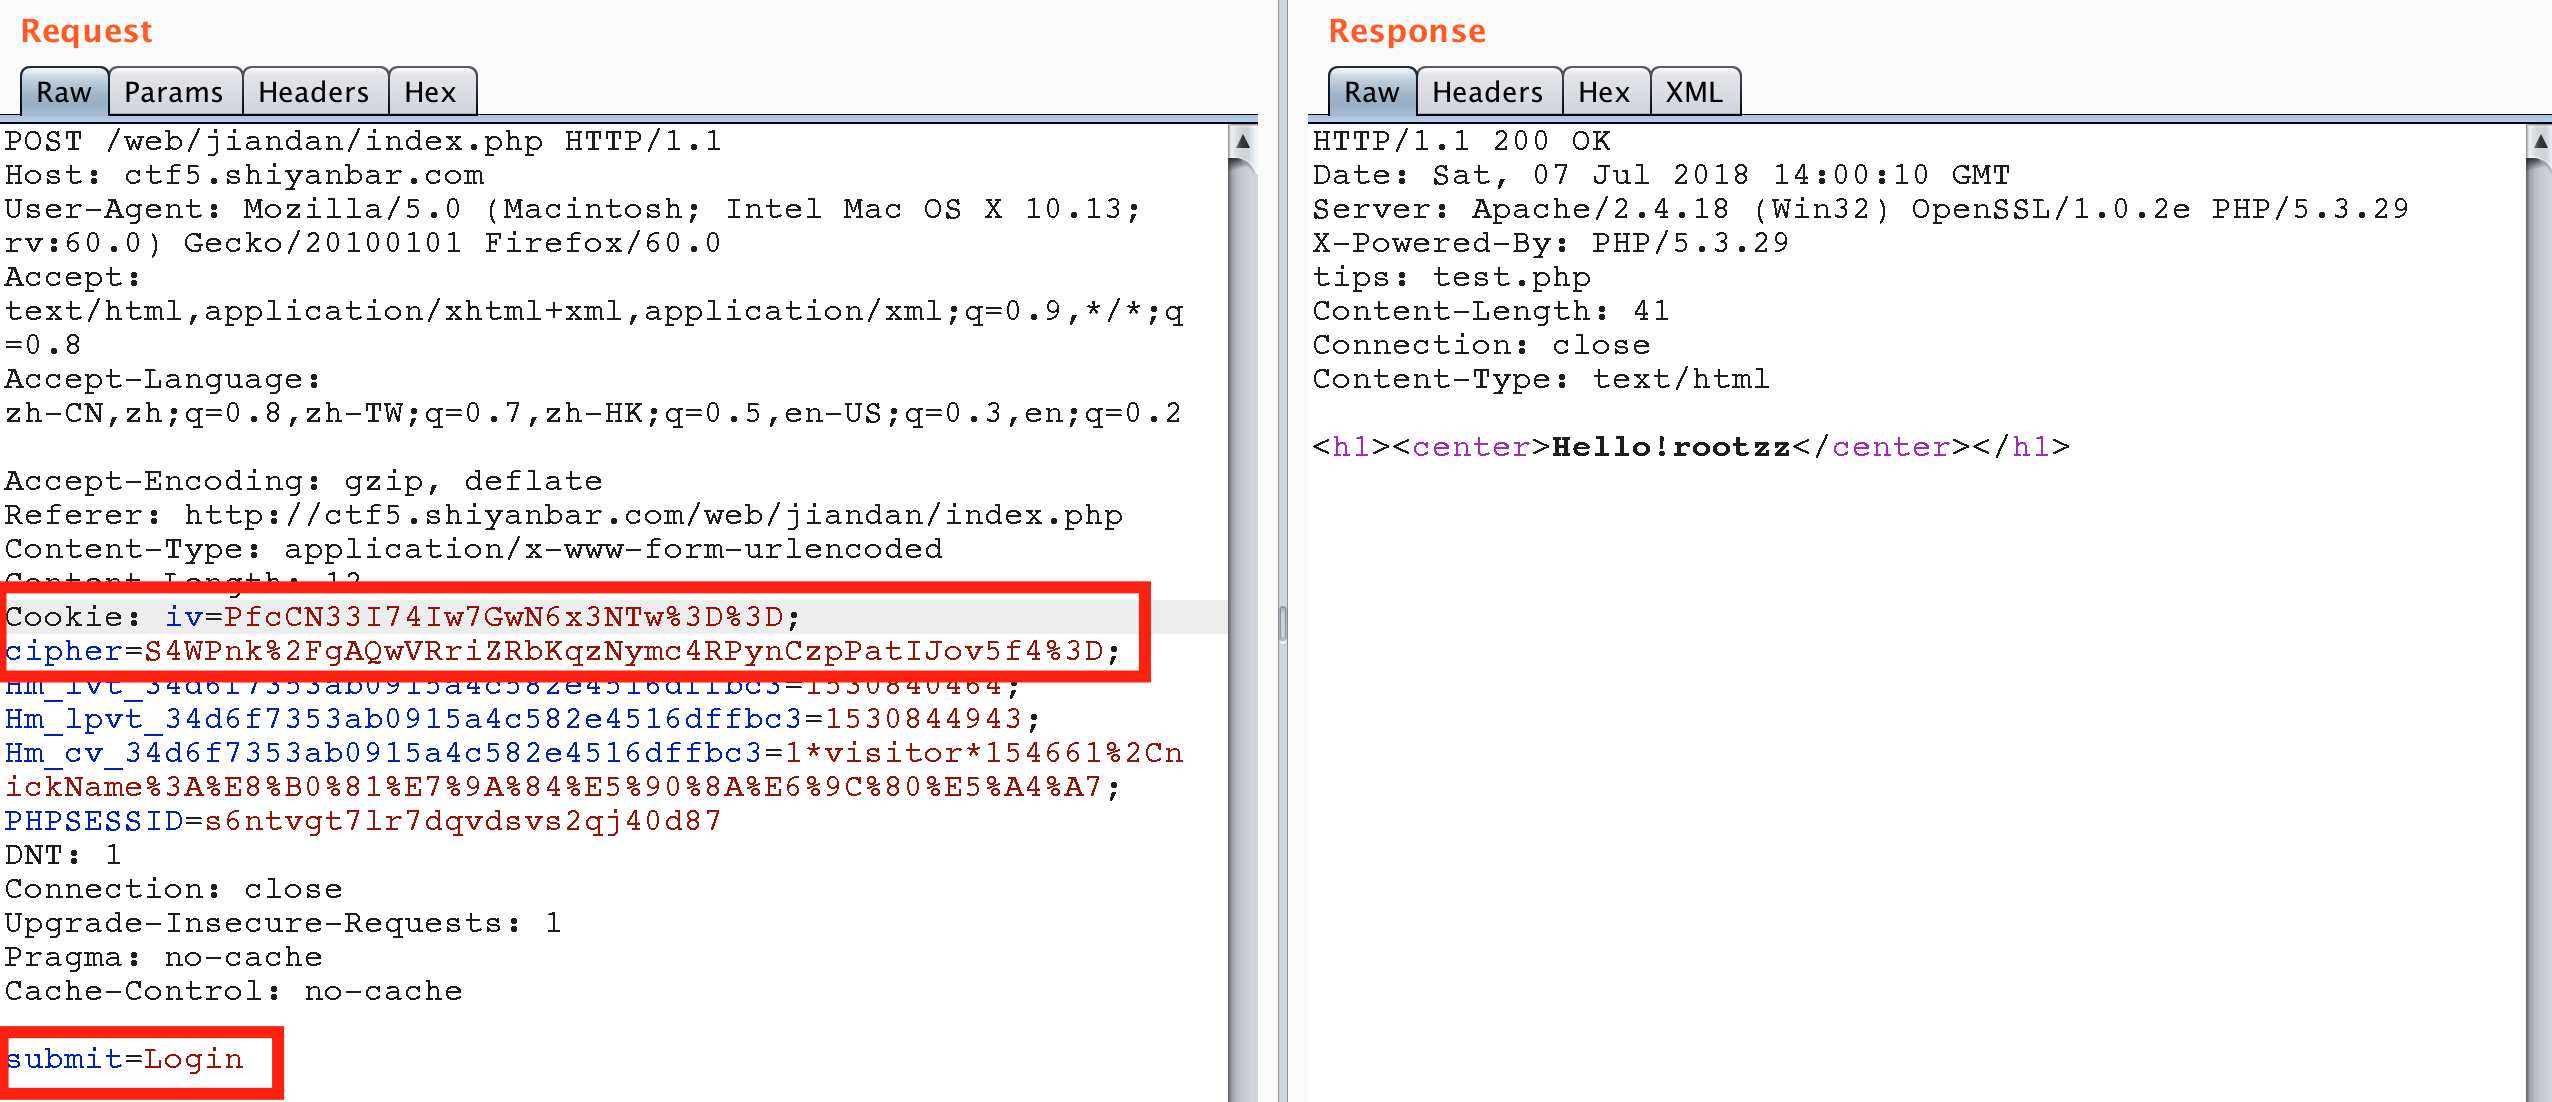 Request
Raw
Params
Headers
Hex
POST /web/jiandan/index.php HTTP/1.1
Host: ctf5.shiyanbar.com
User-Agent: Mozilla/5.0 (Macintosh; Intel Mac OS X 10.13;
rv:60.0) Gecko/20100101 Firefox/60.0
Accept:
text/html,application/xhtml+xml,application/xml;q=0.9,*/*;q
=0.8
Accept-Language:
zh-CN,zh;q=0.8,zh-TW;q=0.7,zh-HK;q=0.5,en-US;q=0.3,en;q=0.2
Accept-Encoding: gzip, deflate
Referer: http://ctf5.shiyanbar.com/web/jiandan/index.php
Content-Type: application/x-www-form-urlencoded
Content-Length: 12
Cookie: iv=PfcCN33I74Iw7GwN6x3NTw%3D%3D;
cipher=S4WPnk%2FgAQwVRriZRbKqzNymc4RPynCzpPatIJov5f4%3D;
Hm_lvt_34d6f7353ab0915a4c582e4516dffbc3=1530840464;
Hm_lpvt_34d6f7353ab0915a4c582e4516dffbc3=1530844943;
Hm_cv_34d6f7353ab0915a4c582e4516dffbc3=1*visitor*154661%2Cn
ickName%3A%E8%B0%81%E7%9A%84%E5%90%8A%E6%9C%80%E5%A4%A7;
PHPSESSID=s6ntvgt7lr7dqvdsvs2qj40d87
DNT: 1
Connection: close
Upgrade-Insecure-Requests: 1
Pragma: no-cache
Cache-Control: no-cache
submit=Login
Response
Raw
Headers
Hex
XML
HTTP/1.1 200 OK
Date: Sat, 07 Jul 2018 14:00:10 GMT
Server: Apache/2.4.18 (Win32) OpenSSL/1.0.2e PHP/5.3.29
X-Powered-By: PHP/5.3.29
tips: test.php
Content-Length: 41
Connection: close
Content-Type: text/html
<h1><center>Hello!rootzz</center></h1>